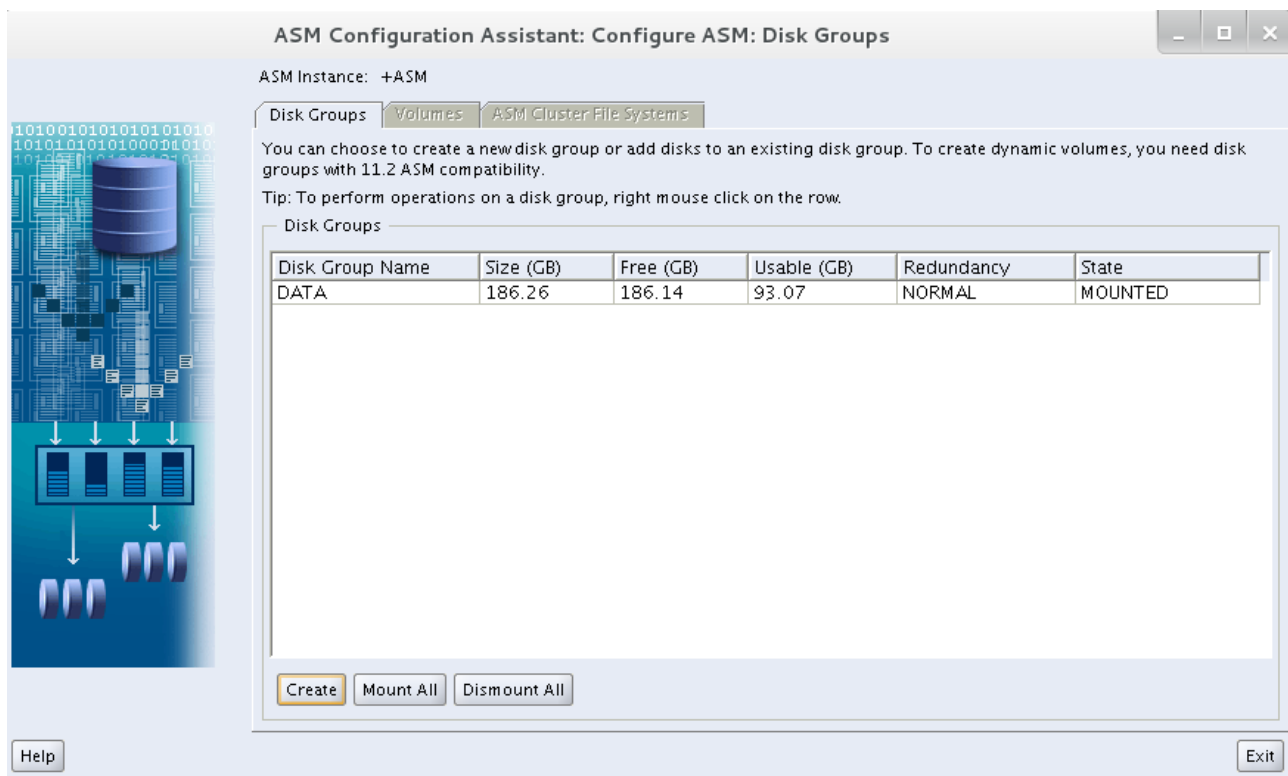 ASM Configuration Assistant: Configure ASM: Disk Groups
ASM Instance: +ASM
Disk Groups Volumes ASM Cluster File Systems
You can choose to create a new disk group or add disks to an existing disk group. To create dynamic volumes, you need disk
groups with 11.2 ASM compatibility.
Tip: To perform operations on a disk group, right mouse click on the row.
Disk Groups
Disk Group Name Size (GB) Free (GB) Usable (GB) Redundancy State
DATA 186.26 186.14 93.07 NORMAL MOUNTED
Create Mount All Dismount All
Help Exit